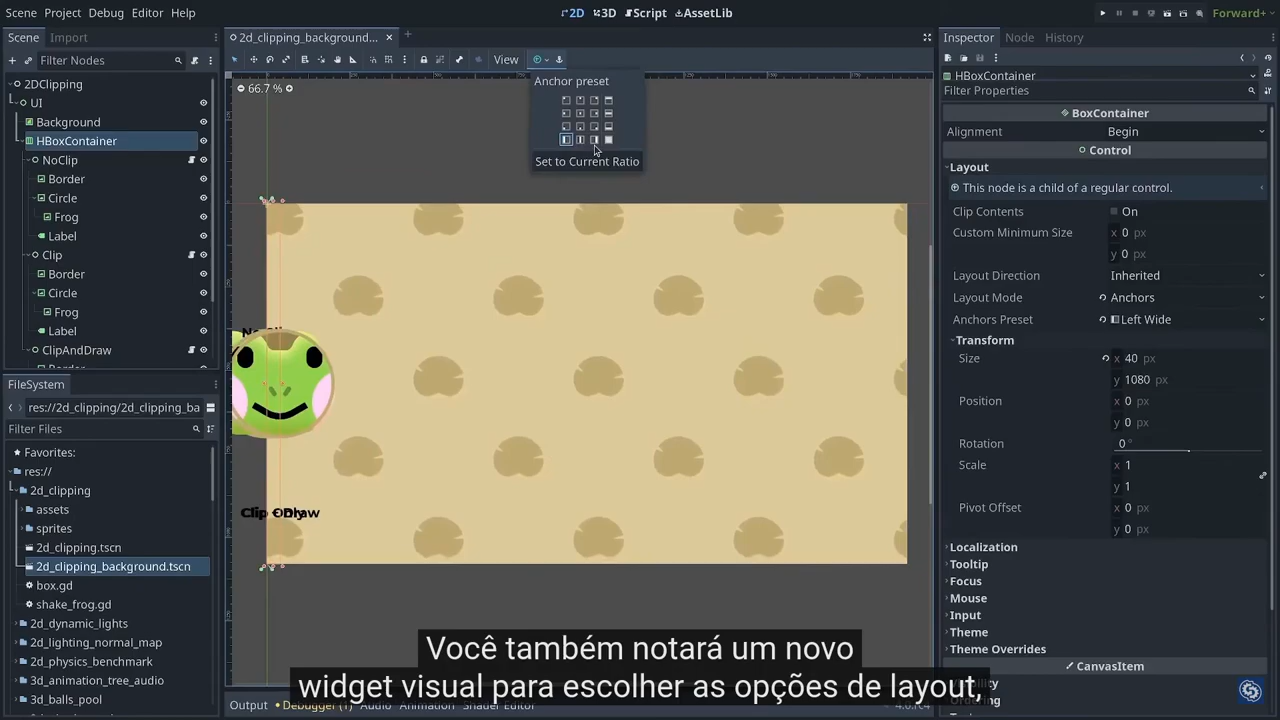 Scene Project Debug Editor Help
2D 3D Script AssetLib
Forward+
Scene Import
2d_clipping_background...
Inspector Node History
Filter Nodes
View
HBoxContainer
Filter Properties
2DClipping
UI
Background
HBoxContainer
NoClip
Border
Circle
Frog
Label
Clip
Border
Circle
Frog
Label
ClipAndDraw
66.7 %
Anchor preset
Set to Current Ratio
BoxContainer
Alignment Begin
Control
Layout
This node is a child of a regular control.
Clip Contents On
Custom Minimum Size x 0 px
y 0 px
Layout Direction Inherited
Layout Mode Anchors
Anchors Preset Left Wide
Transform
Size x 40 px
y 1080 px
Position x 0 px
y 0 px
Rotation 0 °
Scale x 1
y 1
Pivot Offset x 0 px
y 0 px
Localization
Tooltip
Focus
Mouse
Input
Theme
Theme Overrides
CanvasItem
Ordering
FileSystem
res://2d_clipping/2d_clipping_ba
Filter Files
Favorites:
res://
2d_clipping
assets
sprites
2d_clipping.tscn
2d_clipping_background.tscn
box.gd
shake_frog.gd
2d_dynamic_lights
2d_lighting_normal_map
2d_physics_benchmark
3d_animation_tree_audio
3d_ball_pool
Output Debugger (1) Audio Animation Shader Editor
Você também notará um novo
widget visual para escolher as opções de layout,